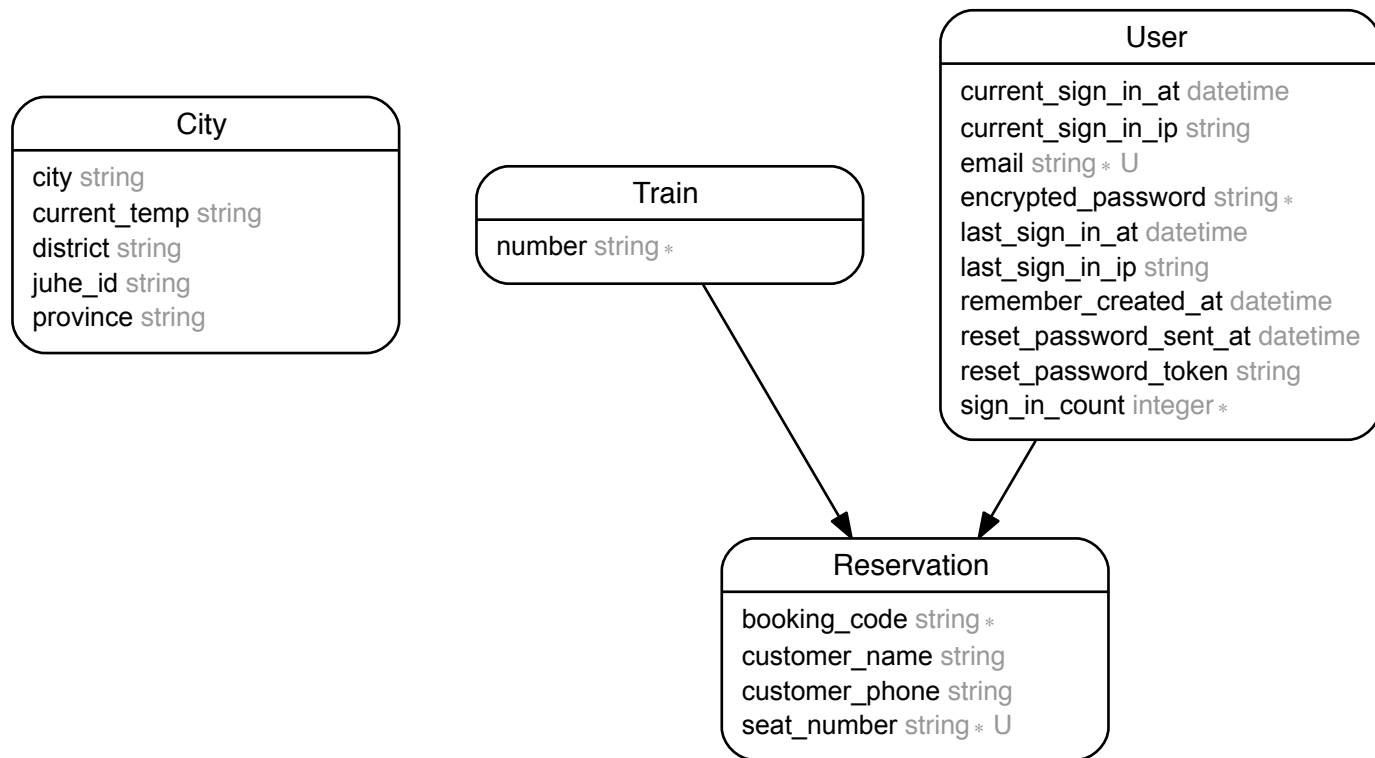 City
city string
current_temp string
district string
juhe_id string
province string
Train
number string ∗
User
current_sign_in_at datetime
current_sign_in_ip string
email string ∗ U
encrypted_password string ∗
last_sign_in_at datetime
last_sign_in_ip string
remember_created_at datetime
reset_password_sent_at datetime
reset_password_token string
sign_in_count integer ∗
Reservation
booking_code string ∗
customer_name string
customer_phone string
seat_number string ∗ U